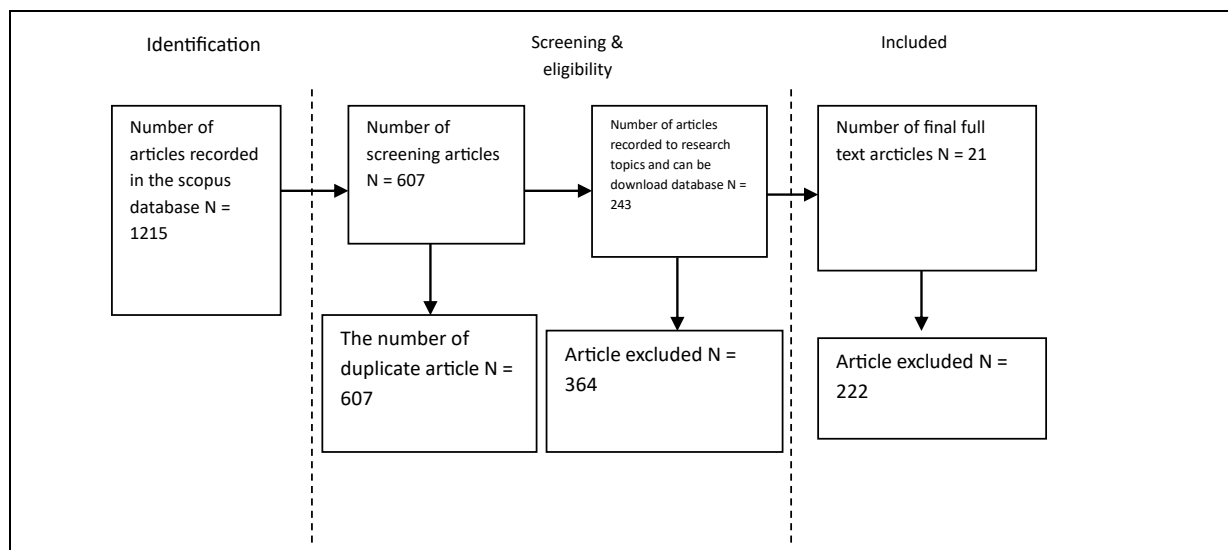 Identification
Screening &
eligibility
Included
Number of
articles recorded
in the scopus
database N =
1215
Number of
screening articles
N = 607
Number of articles
recorded to research
topics and can be
download database N =
243
Number of final full
text arcticles N = 21
The number of
duplicate article N =
607
Article excluded N =
364
Article excluded N =
222